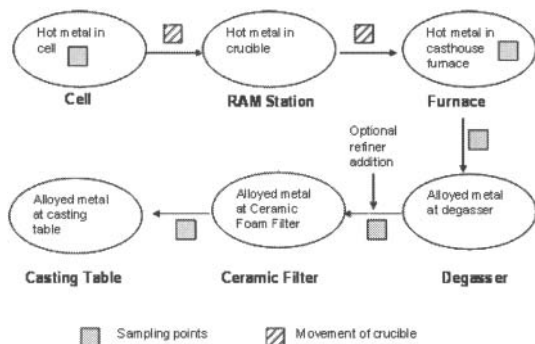 Hot metal in
cell
Hot metal in
crucible
Hot metal in
casthouse
furnace
Cell
RAM Station
Furnace
Optional
refiner
addition
Alloyed metal
at casting
table
Alloyed metal
at Ceramic
Foam Filter
Alloyed metal
at degasser
Casting Table
Ceramic Filter
Degasser
Sampling points
Movement of crucible